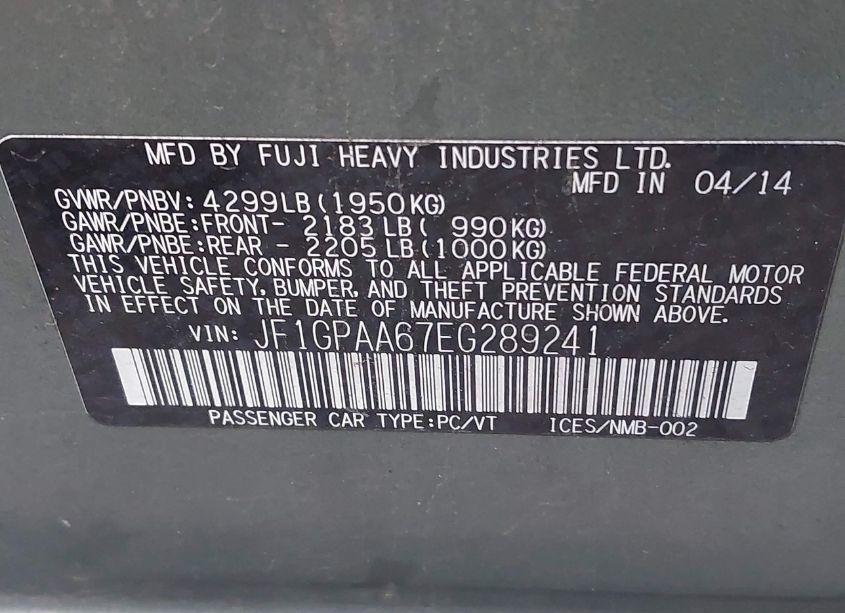 MFD BY FUJI HEAVY INDUSTRIES LTD.
MFD IN 04/14
GVWR/PNBV: 4299LB(1950KG)
GAWR/PNBE:FRONT- 2183LB( 990KG)
GAWR/PNBE:REAR - 2205LB(1000KG)
THIS VEHICLE CONFORMS TO ALL APPLICABLE FEDERAL MOTOR
VEHICLE SAFETY, BUMPER, AND THEFT PREVENTION STANDARDS
IN EFFECT ON THE DATE OF MANUFACTURE SHOWN ABOVE.
VIN: JF1GPAA67EG289241
PASSENGER CAR TYPE:PC/VT ICES/NMB-002